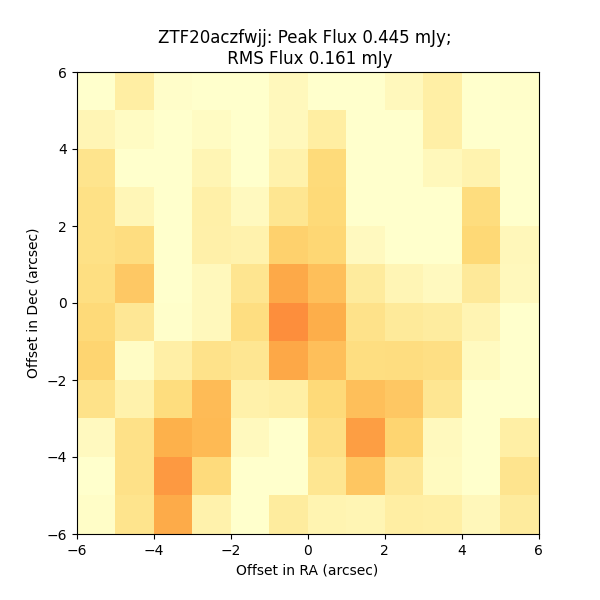 ZTF20aczfwjj: Peak Flux 0.445 mJy;
RMS Flux 0.161 mJy
6
4
2
0
−2
−4
−6
Offset in Dec (arcsec)
−6 −4 −2 0 2 4 6
Offset in RA (arcsec)